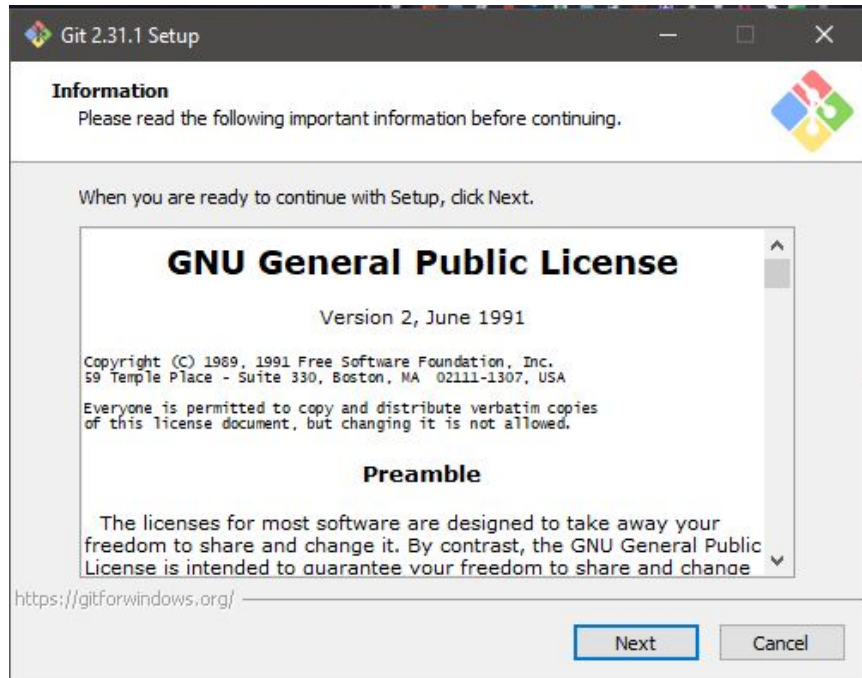 Git 2.31.1 Setup
Information
Please read the following important information before continuing.
When you are ready to continue with Setup, click Next.
GNU General Public License
Version 2, June 1991
Copyright (C) 1989, 1991 Free Software Foundation, Inc.
59 Temple Place - Suite 330, Boston, MA 02111-1307, USA
Everyone is permitted to copy and distribute verbatim copies
of this license document, but changing it is not allowed.
Preamble
The licenses for most software are designed to take away your
freedom to share and change it. By contrast, the GNU General Public
License is intended to guarantee your freedom to share and change
https://gitforwindows.org/
Next
Cancel